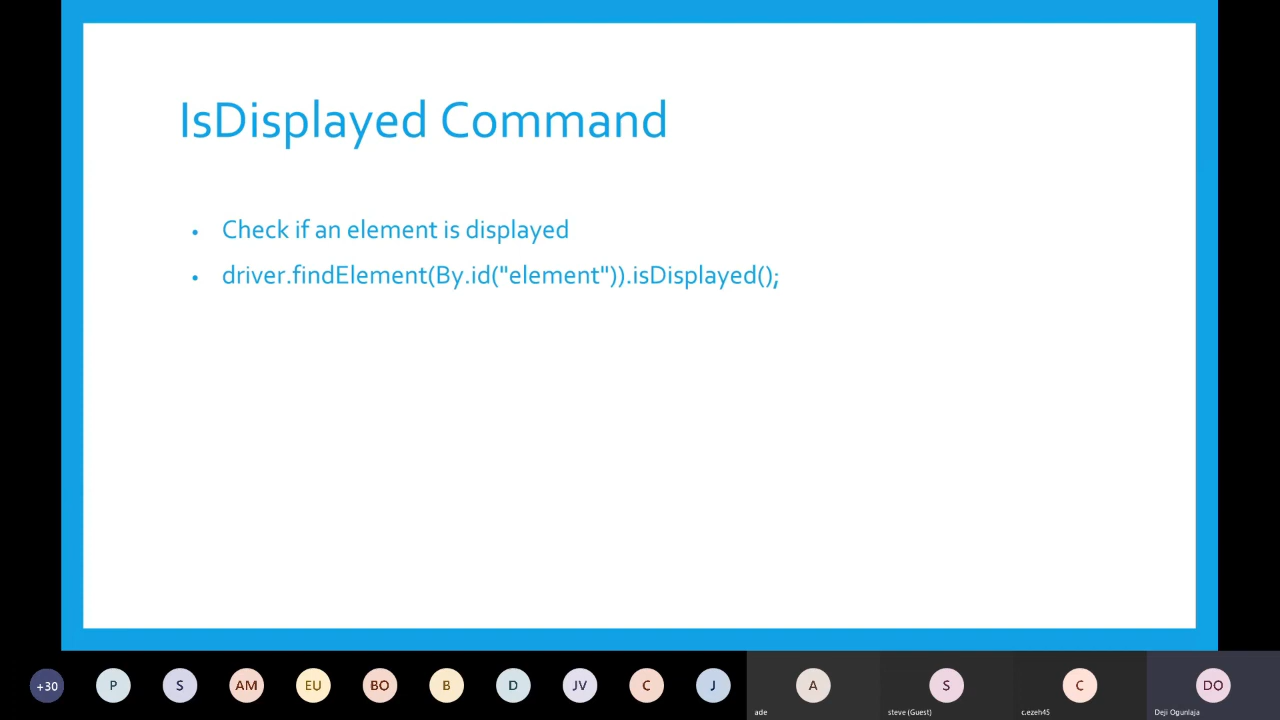 IsDisplayed Command
• Check if an element is displayed
• driver.findElement(By.id("element")).isDisplayed();
+30 P S AM EU BO B D JV C J A S C DO
ade steve (Guest) c.ezeh45 Deji Ogunlaja